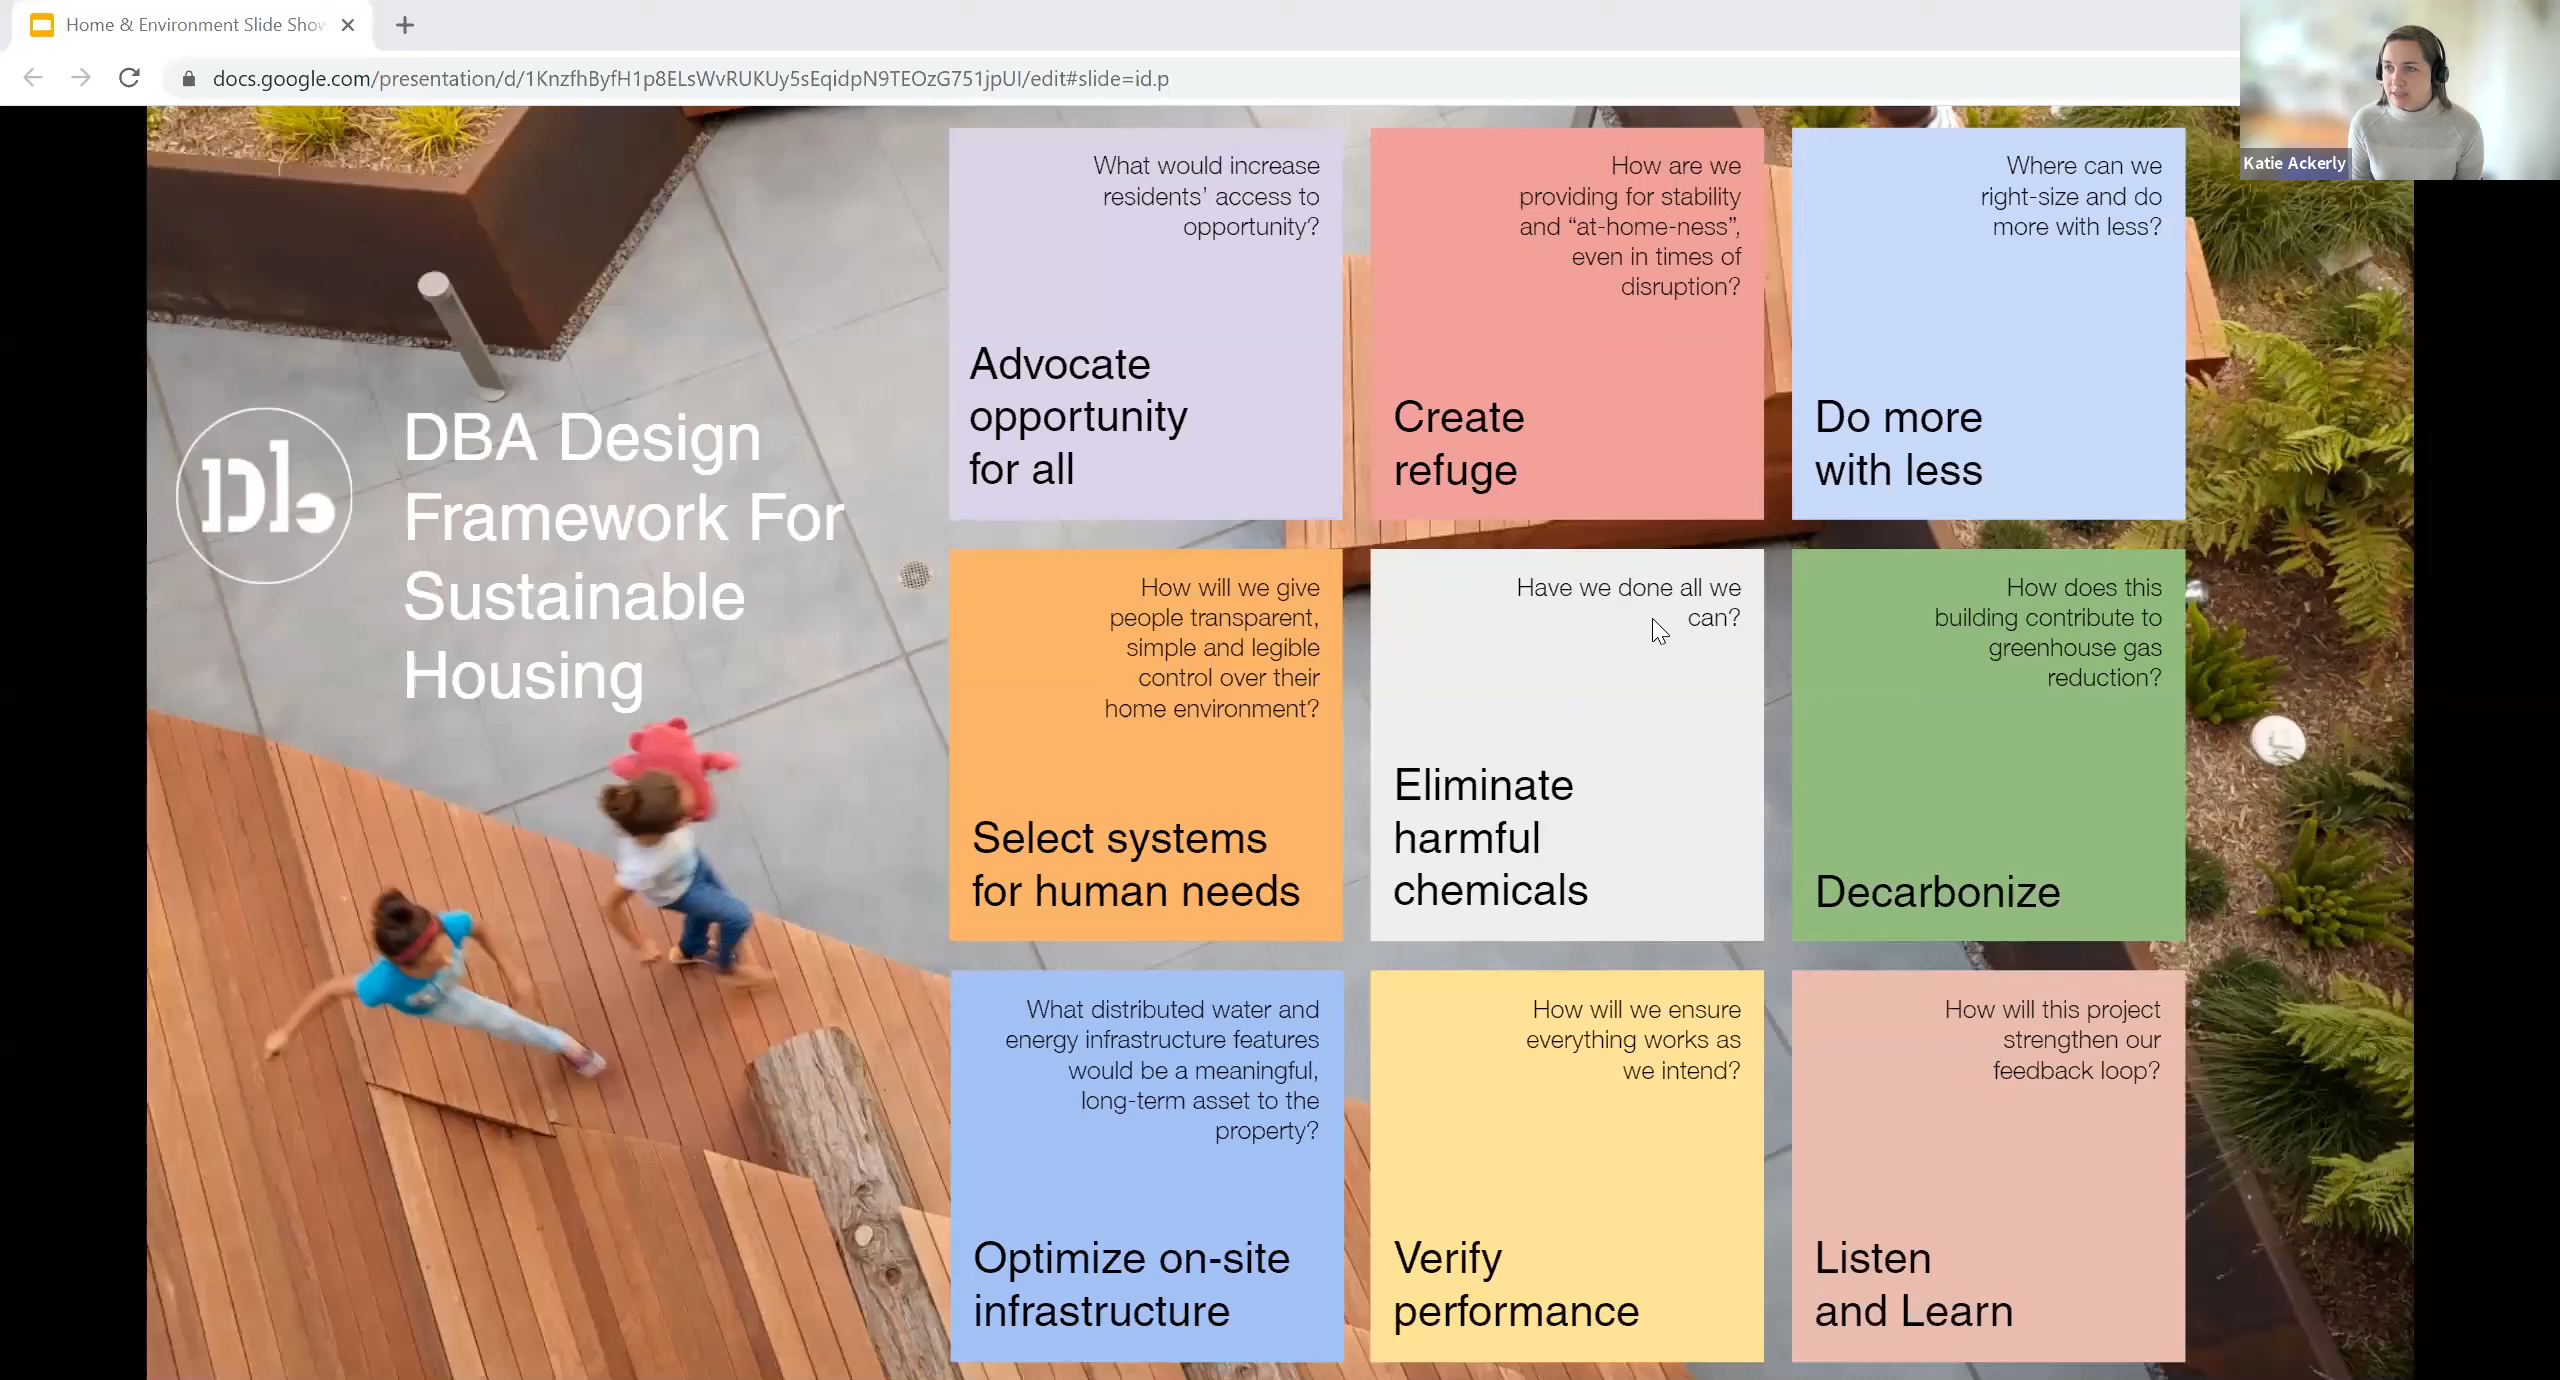 Home & Environment Slide Show
docs.google.com/presentation/d/1KnzfhByfH1p8ELsWvRUKUy5sEqidpN9TEOzG751jpUI/edit#slide=id.p
Katie Ackerly
Db
DBA Design
Framework For
Sustainable
Housing
What would increase
residents’ access to
opportunity?
Advocate
opportunity
for all
How are we
providing for stability
and “at-home-ness”,
even in times of
disruption?
Create
refuge
Where can we
right-size and do
more with less?
Do more
with less
How will we give
people transparent,
simple and legible
control over their
home environment?
Select systems
for human needs
Have we done all we
can?
Eliminate
harmful
chemicals
How does this
building contribute to
greenhouse gas
reduction?
Decarbonize
What distributed water and
energy infrastructure features
would be a meaningful,
long-term asset to the
property?
Optimize on-site
infrastructure
How will we ensure
everything works as
we intend?
Verify
performance
How will this project
strengthen our
feedback loop?
Listen
and Learn